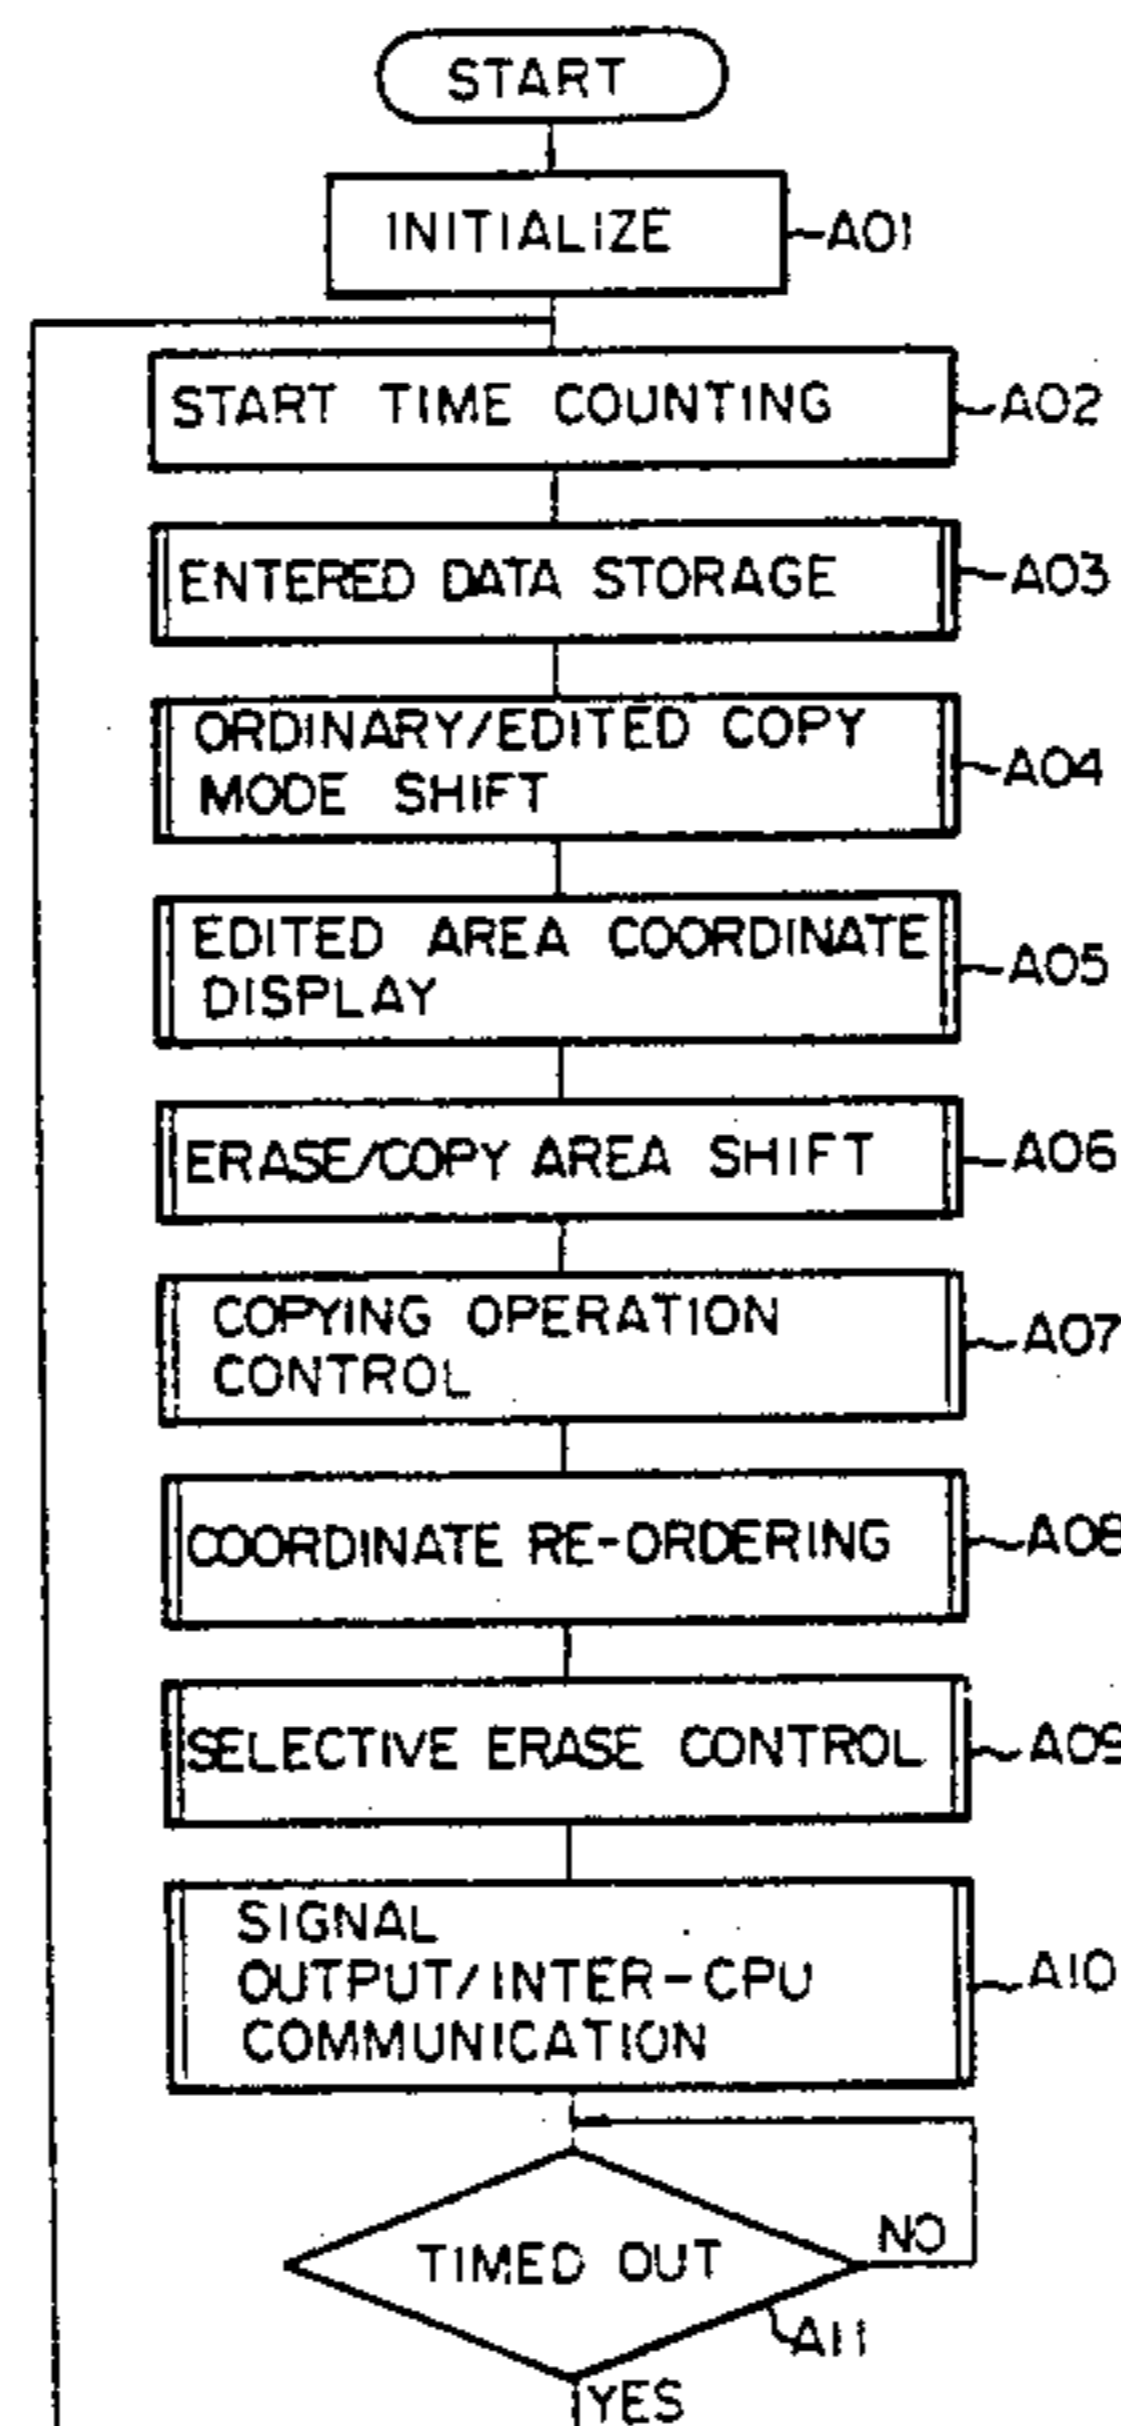 START
INITIALIZE
A01
START TIME COUNTING
A02
ENTERED DATA STORAGE
A03
ORDINARY/EDITED COPY
MODE SHIFT
A04
EDITED AREA COORDINATE
DISPLAY
A05
ERASE/COPY AREA SHIFT
A06
COPYING OPERATION
CONTROL
A07
COORDINATE RE-ORDERING
A08
SELECTIVE ERASE CONTROL
A09
SIGNAL
OUTPUT/INTER-CPU
COMMUNICATION
A10
TIMED OUT
NO
A11
YES